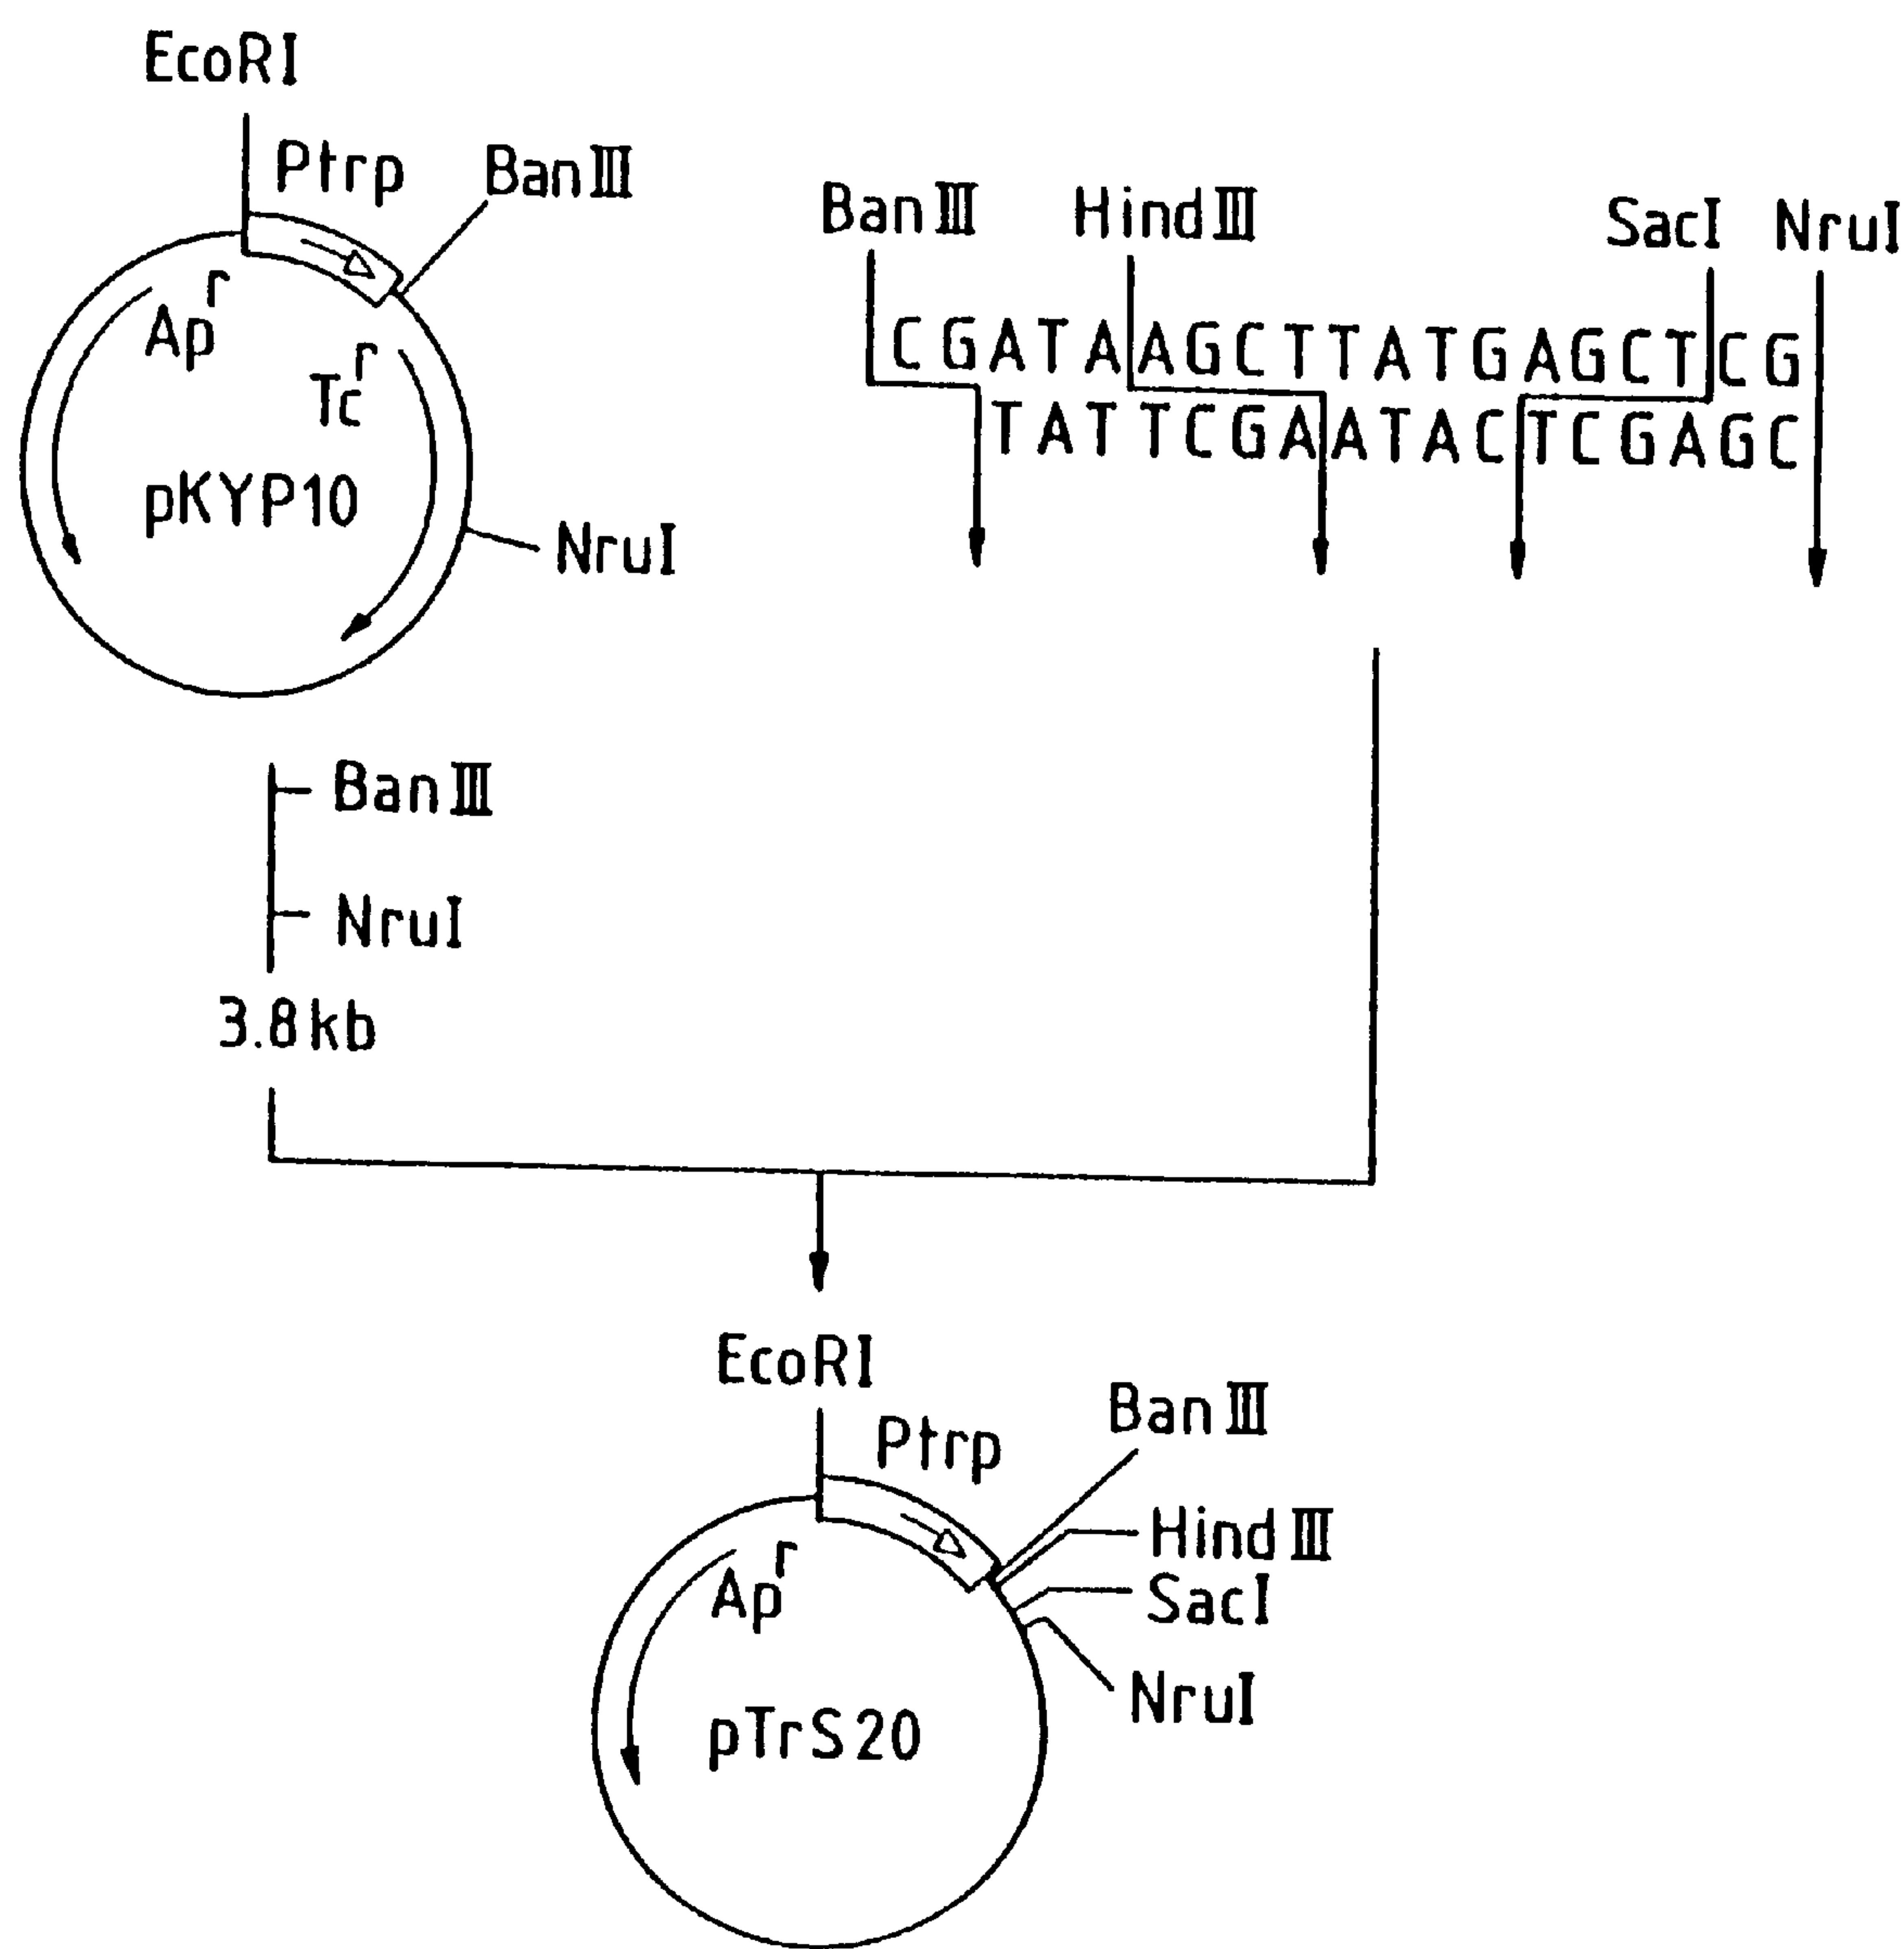 EcoRI
Ptrp
BanⅢ
Apʳ
Tcʳ
pKYP10
NruI
BanⅢ
HindⅢ
SacI
NruI
CGATAAGCTTATGAGCTCG
TATTCGAATACTCGAGC
BanⅢ
NruI
3.8kb
EcoRI
Ptrp
BanⅢ
HindⅢ
SacI
NruI
Apʳ
pTrS20